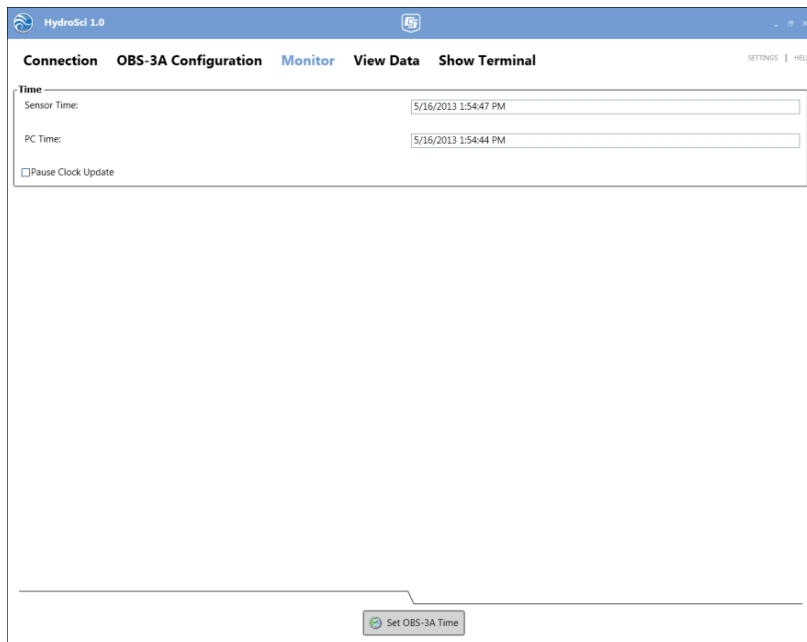 HydroSci 1.0
Connection OBS-3A Configuration Monitor View Data Show Terminal SETTINGS | HEL
Time
Sensor Time: 5/16/2013 1:54:47 PM
PC Time: 5/16/2013 1:54:44 PM
Pause Clock Update
Set OBS-3A Time